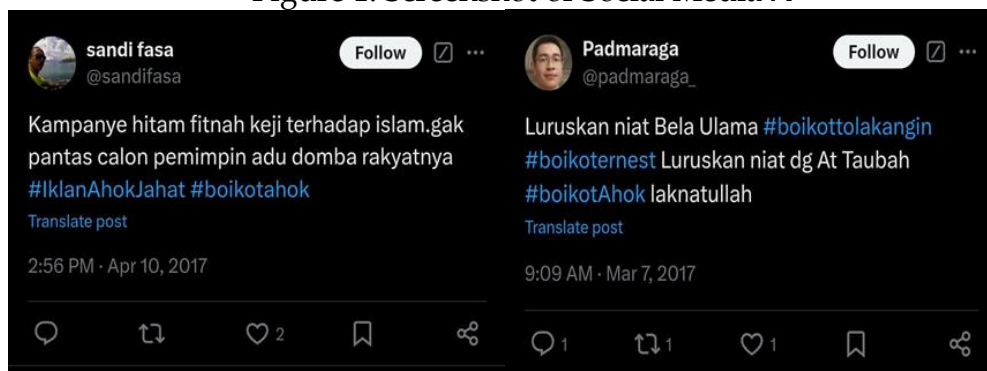 Figure 1. Screenshot of Social Media X
sandi fasa
@sandifasa
Follow
Kampanye hitam fitnah keji terhadap islam.gak
pantas calon pemimpin adu domba rakyatnya
#IklanAhokJahat #boikotahok
Translate post
2:56 PM · Apr 10, 2017
2
Padmaraga
@padmaraga_
Follow
Luruskan niat Bela Ulama #boikottolakangin
#boikoternest Luruskan niat dg At Taubah
#boikotAhok laknatullah
Translate post
9:09 AM · Mar 7, 2017
1
1
1